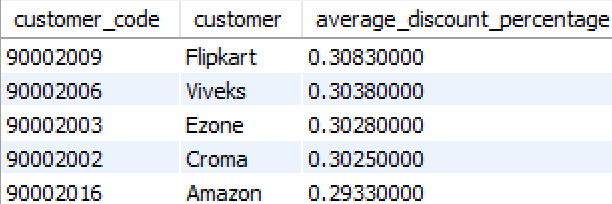 customer_code customer average_discount_percentage
90002009 Flipkart 0.30830000
90002006 Viveks 0.30380000
90002003 Ezone 0.30280000
90002002 Croma 0.30250000
90002016 Amazon 0.29330000